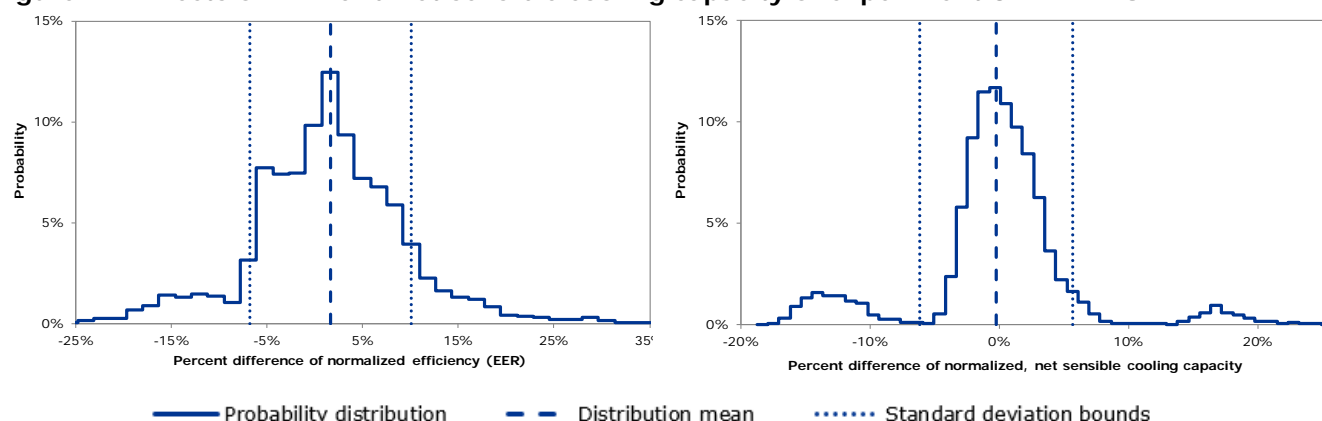 15%
10%
5%
0%
Probability
-25%
-15%
-5%
5%
15%
25%
35%
Percent difference of normalized efficiency (EER)
15%
10%
5%
0%
Probability
-20%
-10%
0%
10%
20%
Percent difference of normalized, net sensible cooling capacity
Probability distribution
Distribution mean
Standard deviation bounds